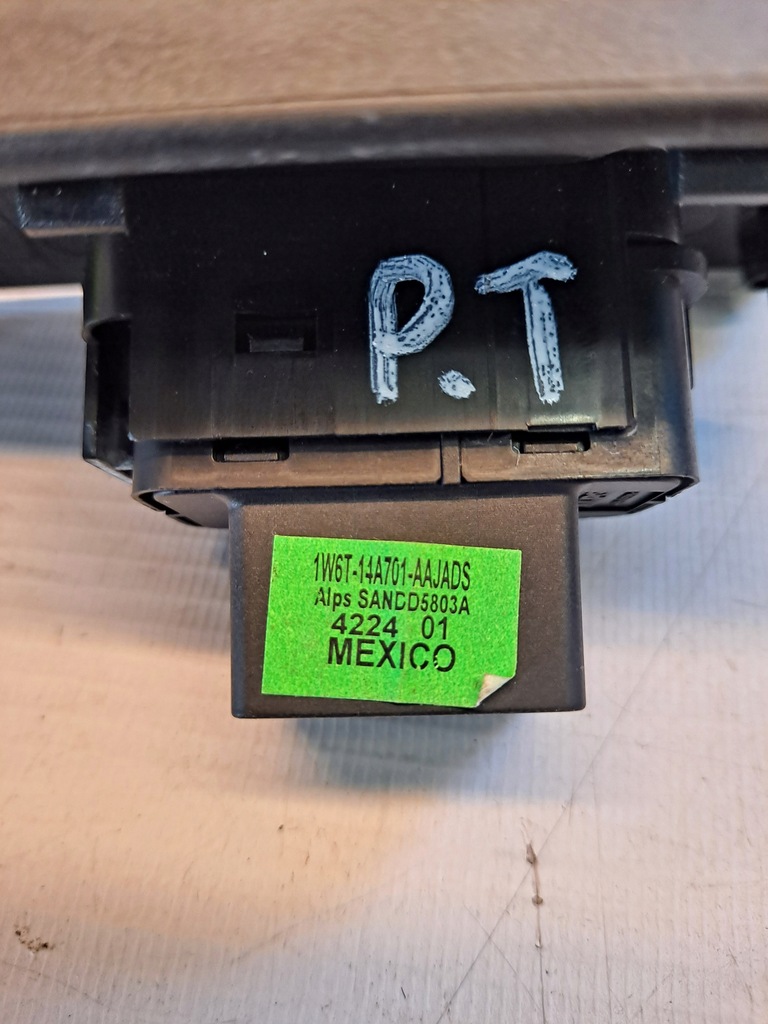 P.T
1W6T-14A701-AAJADS
Alps SANDD5803A
4224 01
MEXICO